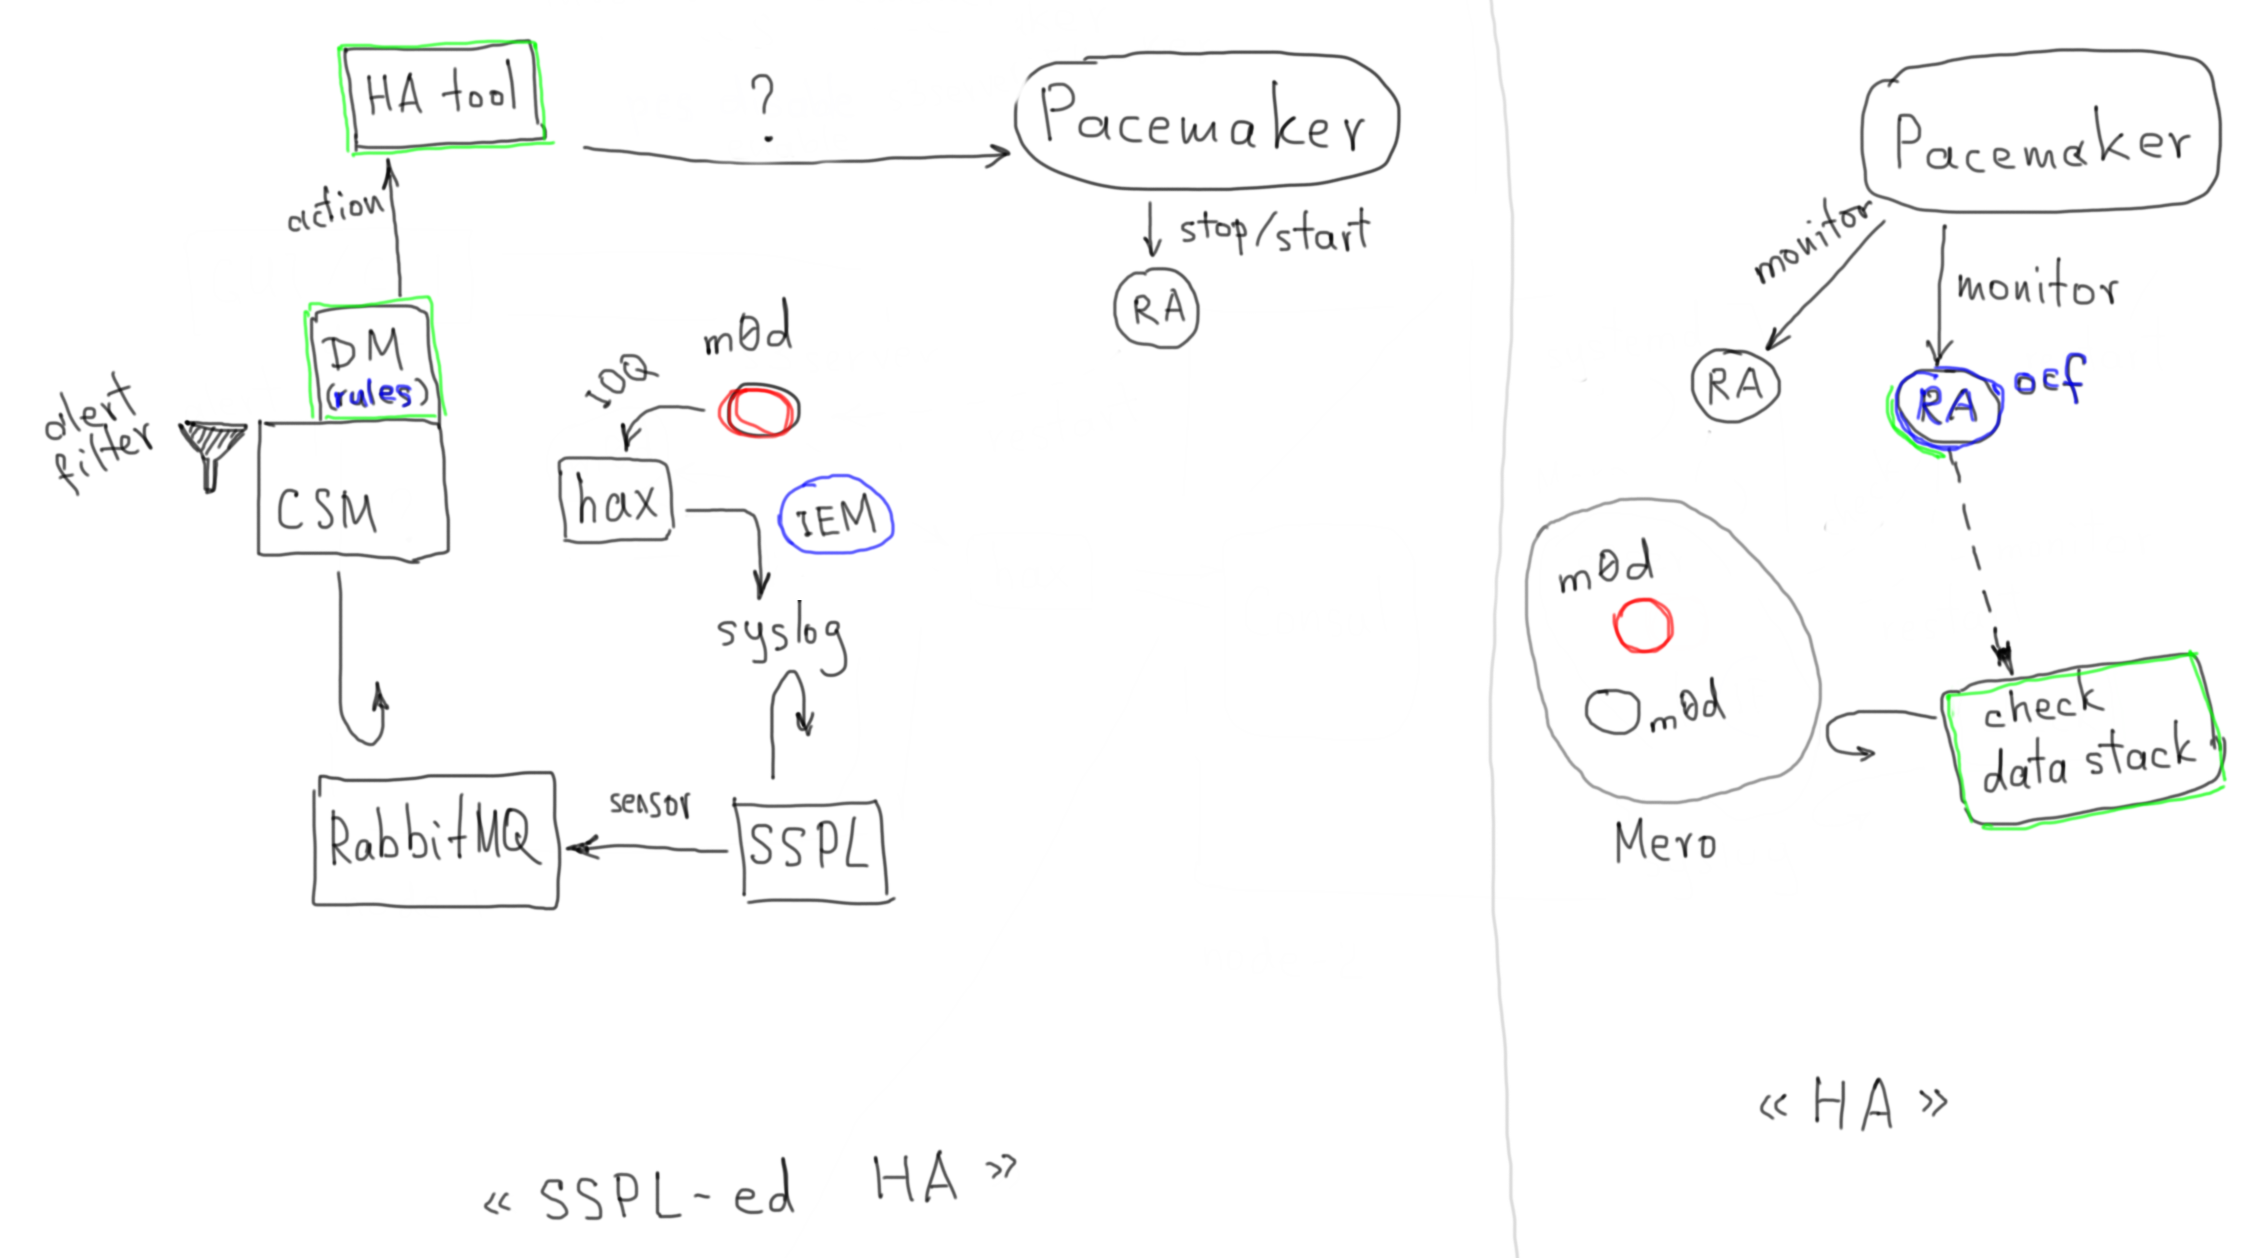 HA tool
?
Pacemaker
action
stop/start
RA
DM
(rules)
alert
filter
CSM
m0d
IOQ
hax
IEM
syslog
RabbitMQ
sensor
SSPL
« SSPL-ed HA »
Pacemaker
monitor
monitor
RA
RA
ocf
m0d
m0d
Mero
check
data stack
« HA »